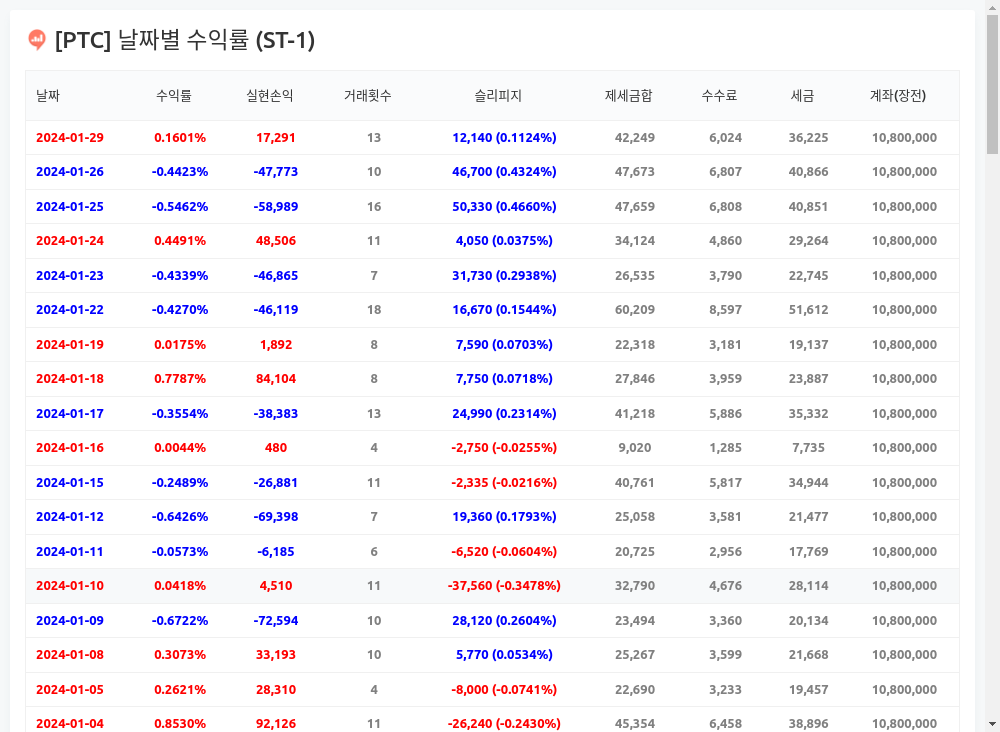 [PTC] 날짜별 수익률 (ST-1)
날짜 수익률 실현손익 거래횟수 슬리피지 제세금합 수수료 세금 계좌(장전)
2024-01-29 0.1601% 17,291 13 12,140 (0.1124%) 42,249 6,024 36,225 10,800,000
2024-01-26 -0.4423% -47,773 10 46,700 (0.4324%) 47,673 6,807 40,866 10,800,000
2024-01-25 -0.5462% -58,989 16 50,330 (0.4660%) 47,659 6,808 40,851 10,800,000
2024-01-24 0.4491% 48,506 11 4,050 (0.0375%) 34,124 4,860 29,264 10,800,000
2024-01-23 -0.4339% -46,865 7 31,730 (0.2938%) 26,535 3,790 22,745 10,800,000
2024-01-22 -0.4270% -46,119 18 16,670 (0.1544%) 60,209 8,597 51,612 10,800,000
2024-01-19 0.0175% 1,892 8 7,590 (0.0703%) 22,318 3,181 19,137 10,800,000
2024-01-18 0.7787% 84,104 8 7,750 (0.0718%) 27,846 3,959 23,887 10,800,000
2024-01-17 -0.3554% -38,383 13 24,990 (0.2314%) 41,218 5,886 35,332 10,800,000
2024-01-16 0.0044% 480 4 -2,750 (-0.0255%) 9,020 1,285 7,735 10,800,000
2024-01-15 -0.2489% -26,881 11 -2,335 (-0.0216%) 40,761 5,817 34,944 10,800,000
2024-01-12 -0.6426% -69,398 7 19,360 (0.1793%) 25,058 3,581 21,477 10,800,000
2024-01-11 -0.0573% -6,185 6 -6,520 (-0.0604%) 20,725 2,956 17,769 10,800,000
2024-01-10 0.0418% 4,510 11 -37,560 (-0.3478%) 32,790 4,676 28,114 10,800,000
2024-01-09 -0.6722% -72,594 10 28,120 (0.2604%) 23,494 3,360 20,134 10,800,000
2024-01-08 0.3073% 33,193 10 5,770 (0.0534%) 25,267 3,599 21,668 10,800,000
2024-01-05 0.2621% 28,310 4 -8,000 (-0.0741%) 22,690 3,233 19,457 10,800,000
2024-01-04 0.8530% 92,126 11 -26,240 (-0.2430%) 45,354 6,458 38,896 10,800,000